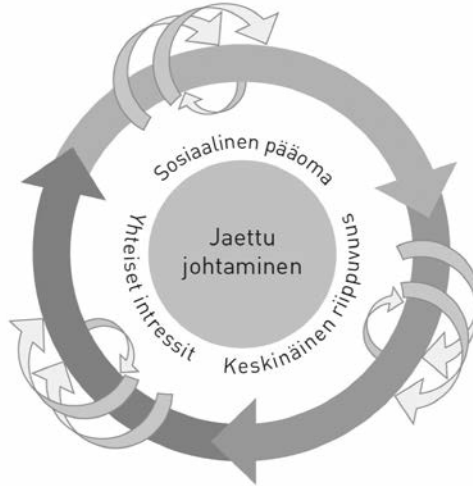 Sosiaalinen pääoma
Jaettu
johtaminen
Yhteiset intressit
Keskinäinen riippuvuus